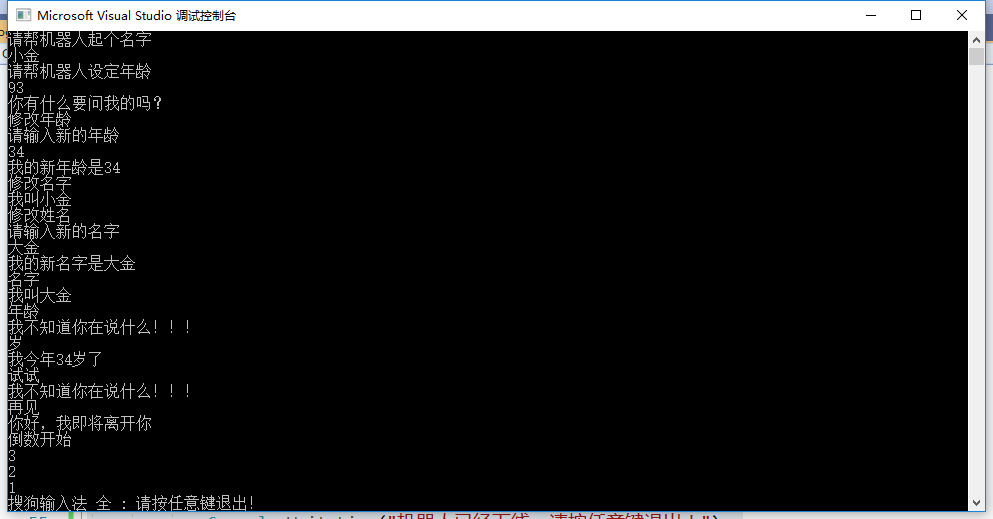 Microsoft Visual Studio 调试控制台
请帮机器人起个名字
小金
请帮机器人设定年龄
93
你有什么要问我的吗？
修改年龄
请输入新的年龄
34
我的新年龄是34
修改名字
我叫小金
修改姓名
请输入新的名字
大金
我的新名字是大金
名字
我叫大金
年龄
我不知道你在说什么！！！
岁
我今年34岁了
试试
我不知道你在说什么！！！
再见
你好，我即将离开你
倒数开始
3
2
1
搜狗输入法 全 : 请按任意键退出!